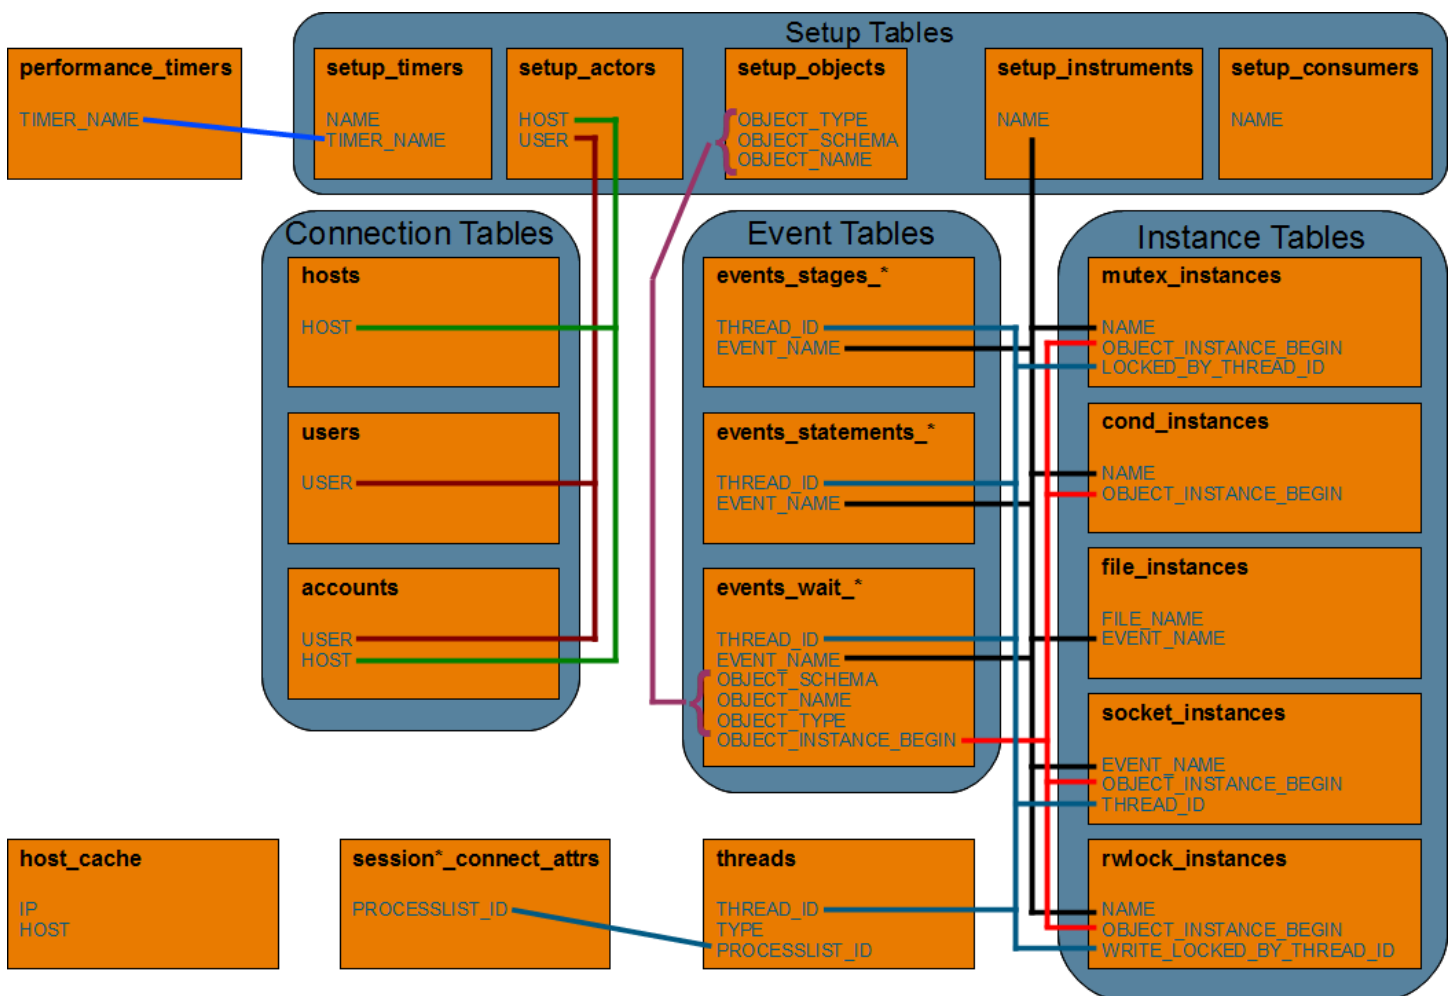 Setup Tables
performance_timers
TIMER_NAME
setup_timers
NAME
TIMER_NAME
setup_actors
HOST
USER
setup_objects
OBJECT_TYPE
OBJECT_SCHEMA
OBJECT_NAME
setup_instruments
NAME
setup_consumers
NAME
Connection Tables
hosts
HOST
users
USER
accounts
USER
HOST
Event Tables
events_stages_*
THREAD_ID
EVENT_NAME
events_statements_*
THREAD_ID
EVENT_NAME
events_wait_*
THREAD_ID
EVENT_NAME
OBJECT_SCHEMA
OBJECT_NAME
OBJECT_TYPE
OBJECT_INSTANCE_BEGIN
Instance Tables
mutex_instances
NAME
OBJECT_INSTANCE_BEGIN
LOCKED_BY_THREAD_ID
cond_instances
NAME
OBJECT_INSTANCE_BEGIN
file_instances
FILE_NAME
EVENT_NAME
socket_instances
EVENT_NAME
OBJECT_INSTANCE_BEGIN
THREAD_ID
rwlock_instances
NAME
OBJECT_INSTANCE_BEGIN
WRITE_LOCKED_BY_THREAD_ID
host_cache
IP
HOST
session*_connect_attrs
PROCESSLIST_ID
threads
THREAD_ID
TYPE
PROCESSLIST_ID